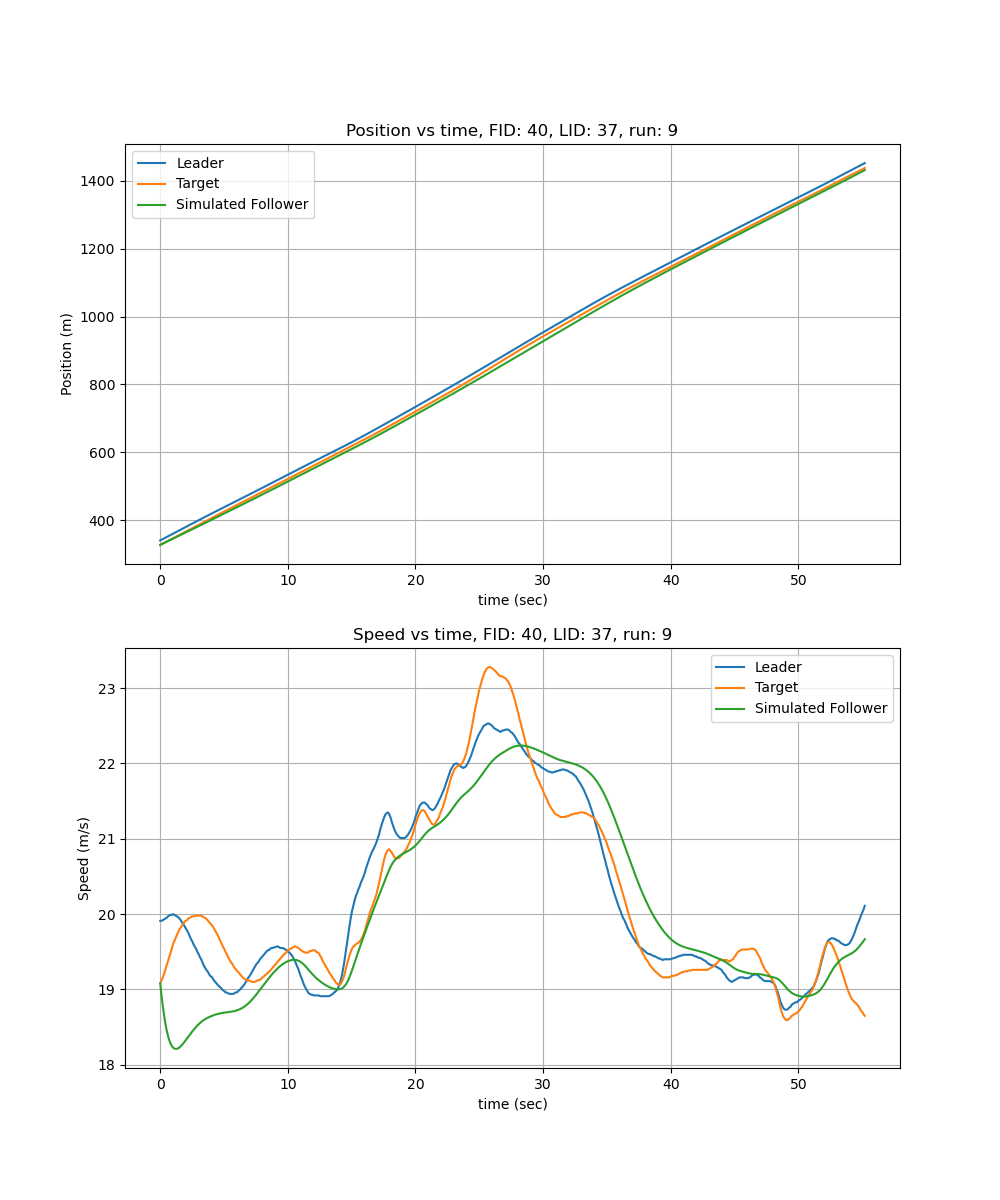 Position vs time, FID: 40, LID: 37, run: 9
Leader
Target
Simulated Follower
1400
1200
1000
800
600
400
Position (m)
0 10 20 30 40 50
time (sec)
Speed vs time, FID: 40, LID: 37, run: 9
Leader
Target
Simulated Follower
23
22
21
20
19
18
Speed (m/s)
0 10 20 30 40 50
time (sec)